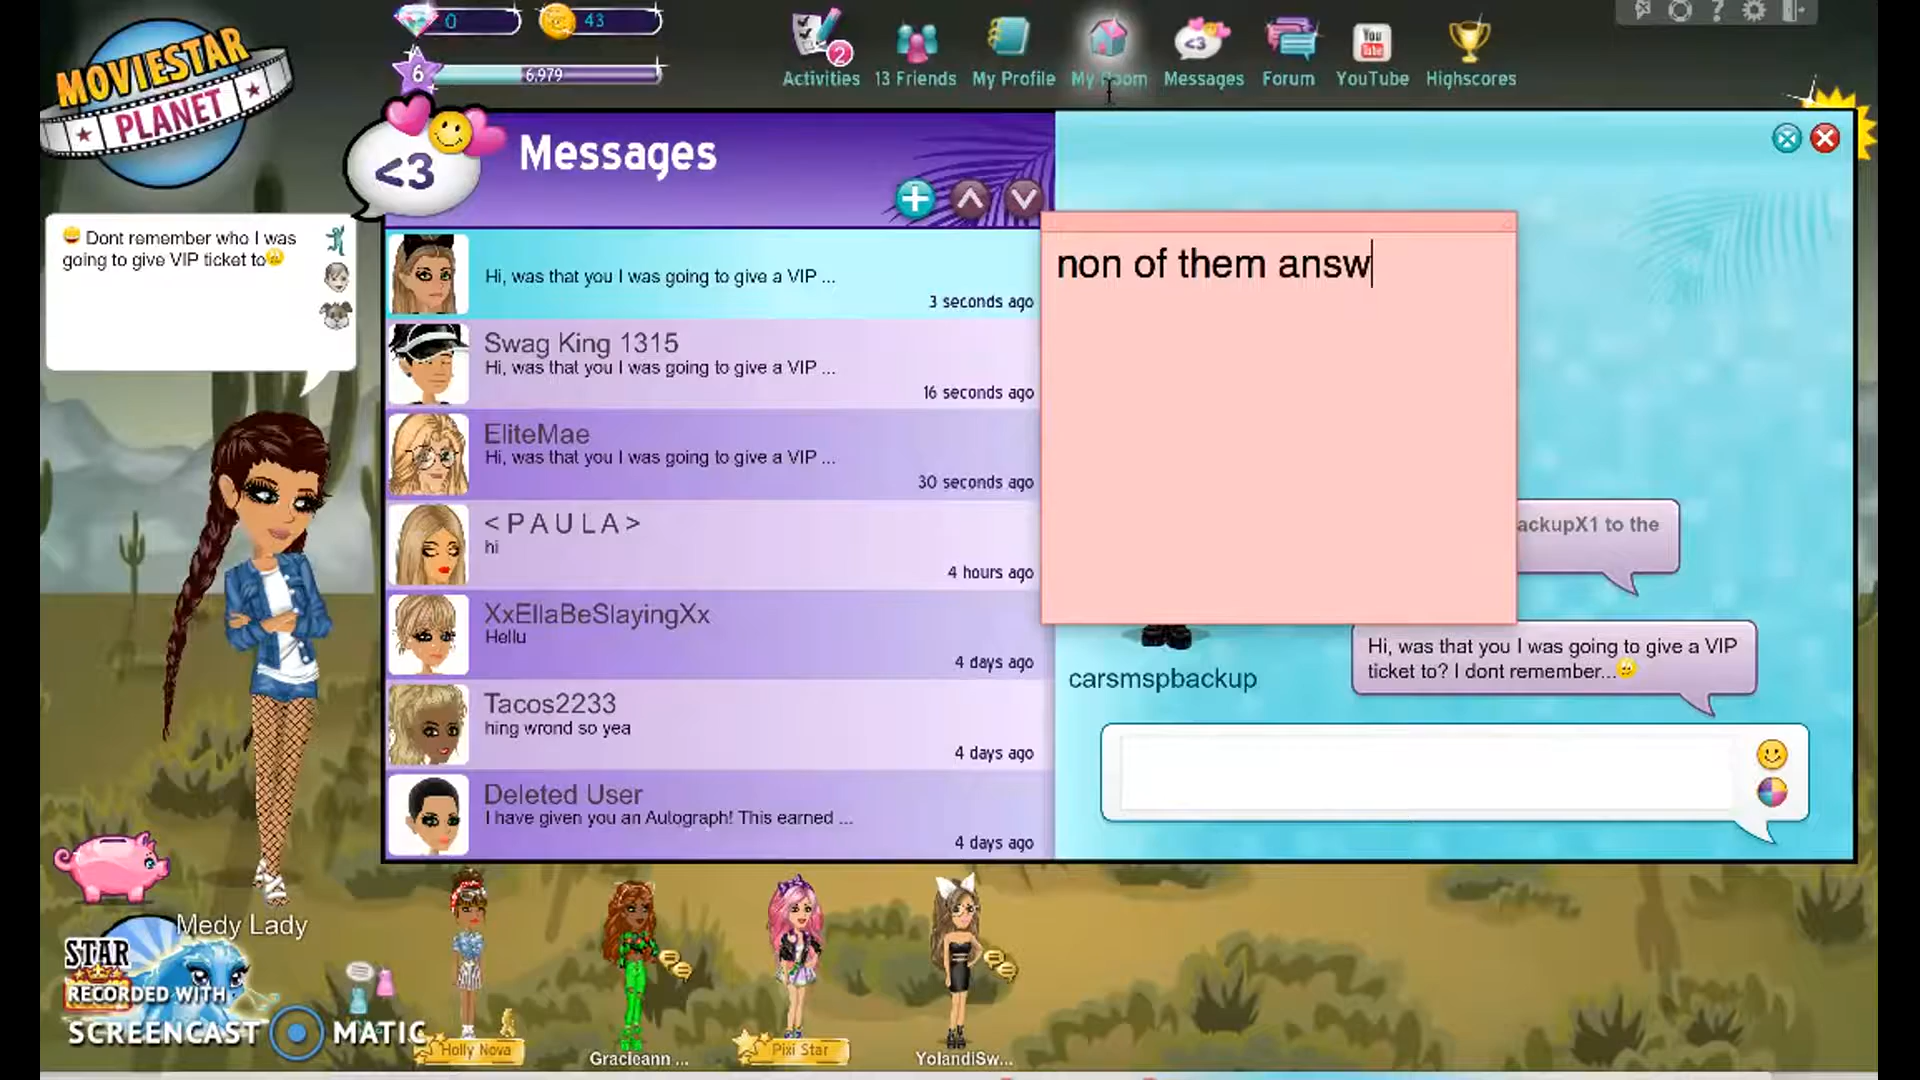 MOVIESTAR
PLANET
0
43
6
6.979
2
Activities
13 Friends
My Profile
My Room
Messages
Forum
YouTube
Highscores
<3
You
Tube
<3
Messages
Dont remember who I was
going to give VIP ticket to
Hi, was that you I was going to give a VIP ...
3 seconds ago
Swag King 1315
Hi, was that you I was going to give a VIP ...
16 seconds ago
EliteMae
Hi, was that you I was going to give a VIP ...
30 seconds ago
< P A U L A >
hi
4 hours ago
XxEllaBeSlayingXx
Hellu
4 days ago
Tacos2233
hing wrond so yea
4 days ago
Deleted User
I have given you an Autograph! This earned ...
4 days ago
non of them answ
ackupX1 to the
Hi, was that you I was going to give a VIP
ticket to? I dont remember...
carsmspbackup
Medy Lady
STAR
RECORDED WITH
SCREENCAST MATIC
Holly Nova
Gracleann ...
Pixi Star
YolandiSw...